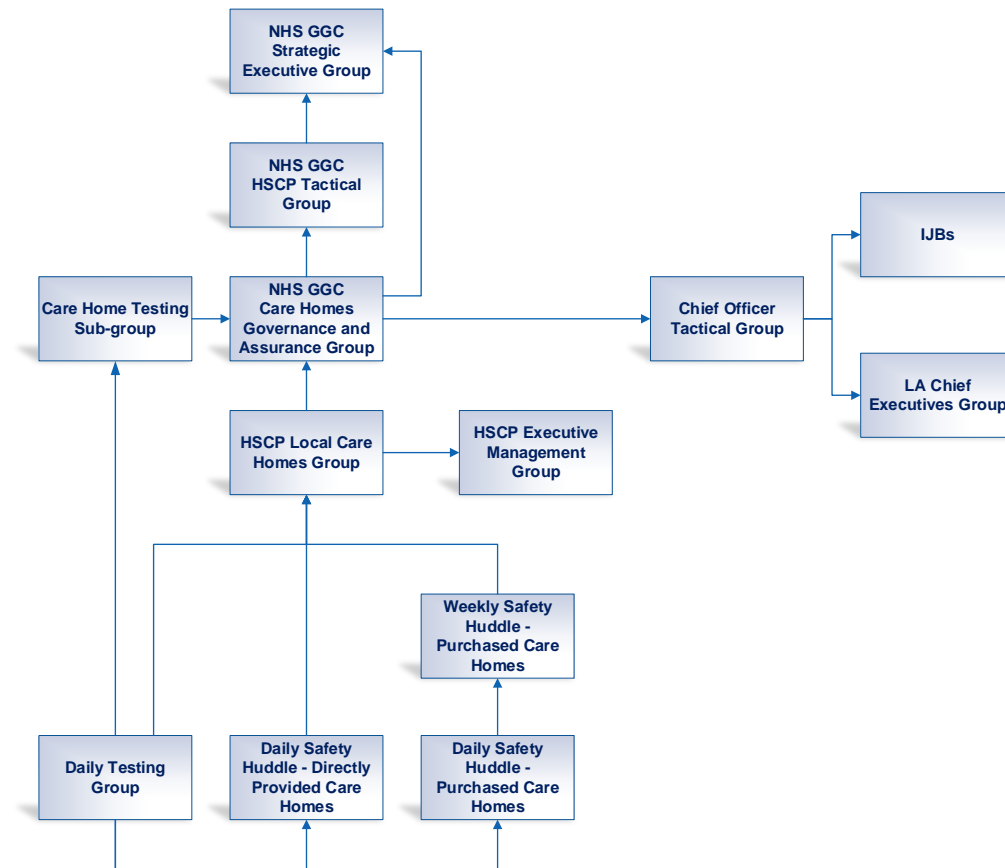 NHS GGC
Strategic
Executive Group
NHS GGC
HSCP Tactical
Group
IJBs
Care Home Testing
Sub-group
NHS GGC
Care Homes
Governance and
Assurance Group
Chief Officer
Tactical Group
LA Chief
Executives Group
HSCP Local Care
Homes Group
HSCP Executive
Management
Group
Weekly Safety
Huddle -
Purchased Care
Homes
Daily Testing
Group
Daily Safety
Huddle - Directly
Provided Care
Homes
Daily Safety
Huddle -
Purchased Care
Homes